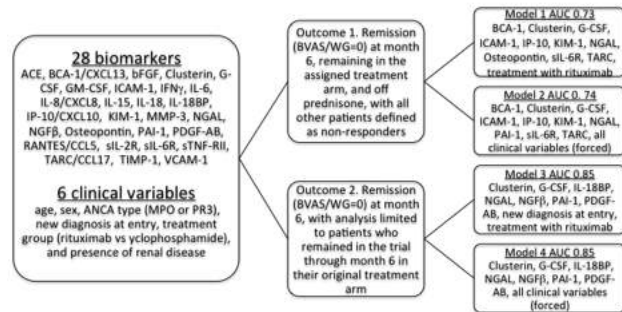 28 biomarkers
ACE, BCA-1/CXCL13, bFGF, Clusterin, G-
CSF, GM-CSF, ICAM-1, IFNγ, IL-6,
IL-8/CXCL8, IL-15, IL-18, IL-18BP,
IP-10/CXCL10, KIM-1, MMP-3, NGAL,
NGFβ, Osteopontin, PAI-1, PDGF-AB,
RANTES/CCL5, sIL-2R, sIL-6R, sTNF-RII,
TARC/CCL17, TIMP-1, VCAM-1
6 clinical variables
age, sex, ANCA type (MPO or PR3),
new diagnosis at entry, treatment
group (rituximab vs yclophosphamide),
and presence of renal disease
Outcome 1. Remission
(BVAS/WG=0) at month
6, remaining in the
assigned treatment
arm, and off
prednisone, with all
other patients defined
as non-responders
Outcome 2. Remission
(BVAS/WG=0) at month
6, with analysis limited
to patients who
remained in the trial
through month 6 in
their original treatment
arm
Model 1 AUC 0.73
BCA-1, Clusterin, G-CSF,
ICAM-1, IP-10, KIM-1, NGAL,
Osteopontin, sIL-6R, TARC,
treatment with rituximab
Model 2 AUC 0. 74
BCA-1, Clusterin, G-CSF,
ICAM-1, IP-10, KIM-1, NGAL,
PAI-1, sIL-6R, TARC, all
clinical variables (forced)
Model 3 AUC 0.85
Clusterin, G-CSF, IL-18BP,
NGAL, NGFβ, PAI-1, PDGF-
AB, new diagnosis at entry,
treatment with rituximab
Model 4 AUC 0.85
Clusterin, G-CSF, IL-18BP,
NGAL, NGFβ, PAI-1, PDGF-
AB, all clinical variables
(forced)